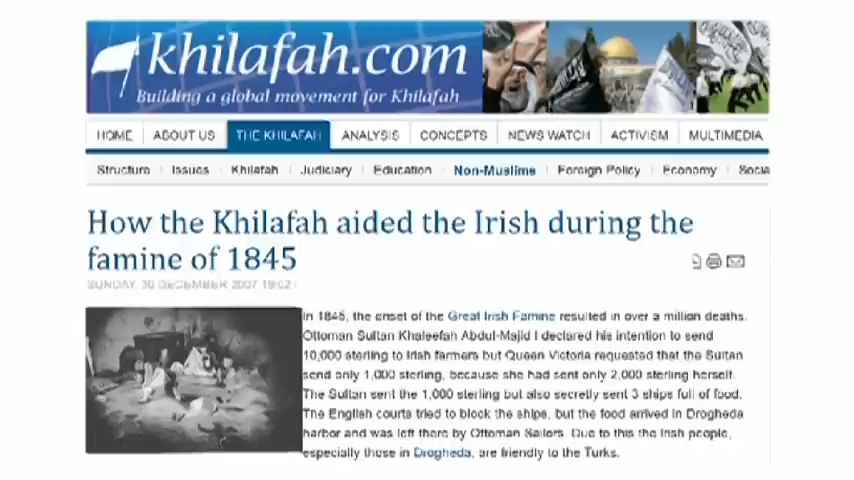 khilafah.com
Building a global movement for Khilafah
HOME ABOUT US THE KHILAFAH ANALYSIS CONCEPTS NEWS WATCH ACTIVISM MULTIMEDIA
Structure Issues Khilafah Judiciary Education Non-Muslims Foreign Policy Economy Socia
How the Khilafah aided the Irish during the
famine of 1845
SUNDAY, 30 DECEMBER 2007 19:02
In 1845, the onset of the Great Irish Famine resulted in over a million deaths.
Ottoman Sultan Khaleefah Abdul-Majid I declared his intention to send
10,000 sterling to Irish farmers but Queen Victoria requested that the Sultan
send only 1,000 sterling, because she had sent only 2,000 sterling herself.
The Sultan sent the 1,000 sterling but also secretly sent 3 ships full of food.
The English courts tried to block the ships, but the food arrived in Drogheda
harbor and was left there by Ottoman Sailors. Due to this the Irish people,
especially those in Drogheda, are friendly to the Turks.